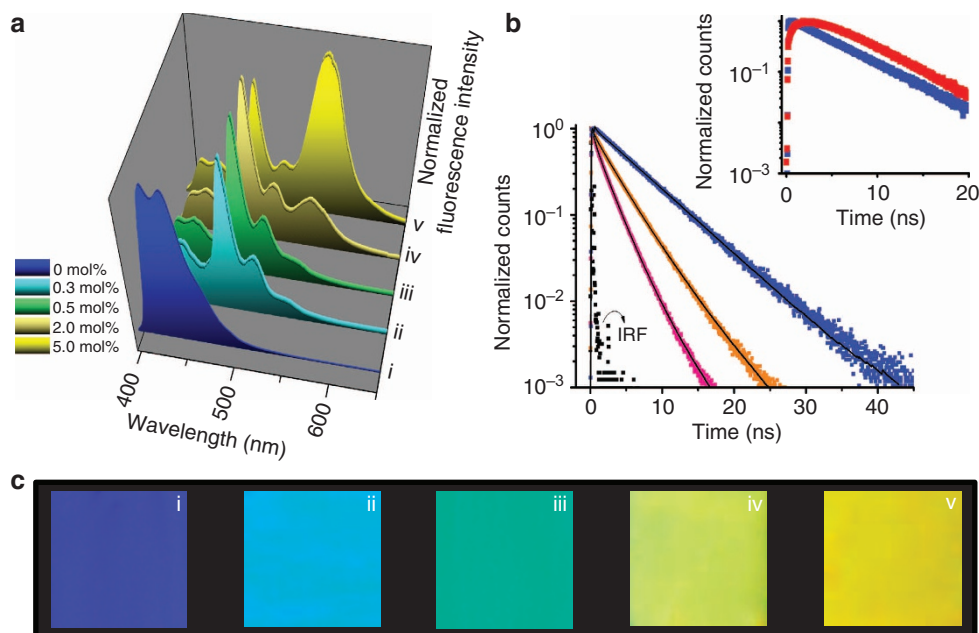 a
Normalized
fluorescence intensity
v
iv
iii
ii
i
0 mol%
0.3 mol%
0.5 mol%
2.0 mol%
5.0 mol%
400
500
600
Wavelength (nm)
b
Normalized counts
10⁰
10⁻¹
10⁻²
10⁻³
IRF
0
10
20
30
40
Time (ns)
Normalized counts
10⁻¹
10⁻³
0
10
20
Time (ns)
c
i
ii
iii
iv
v